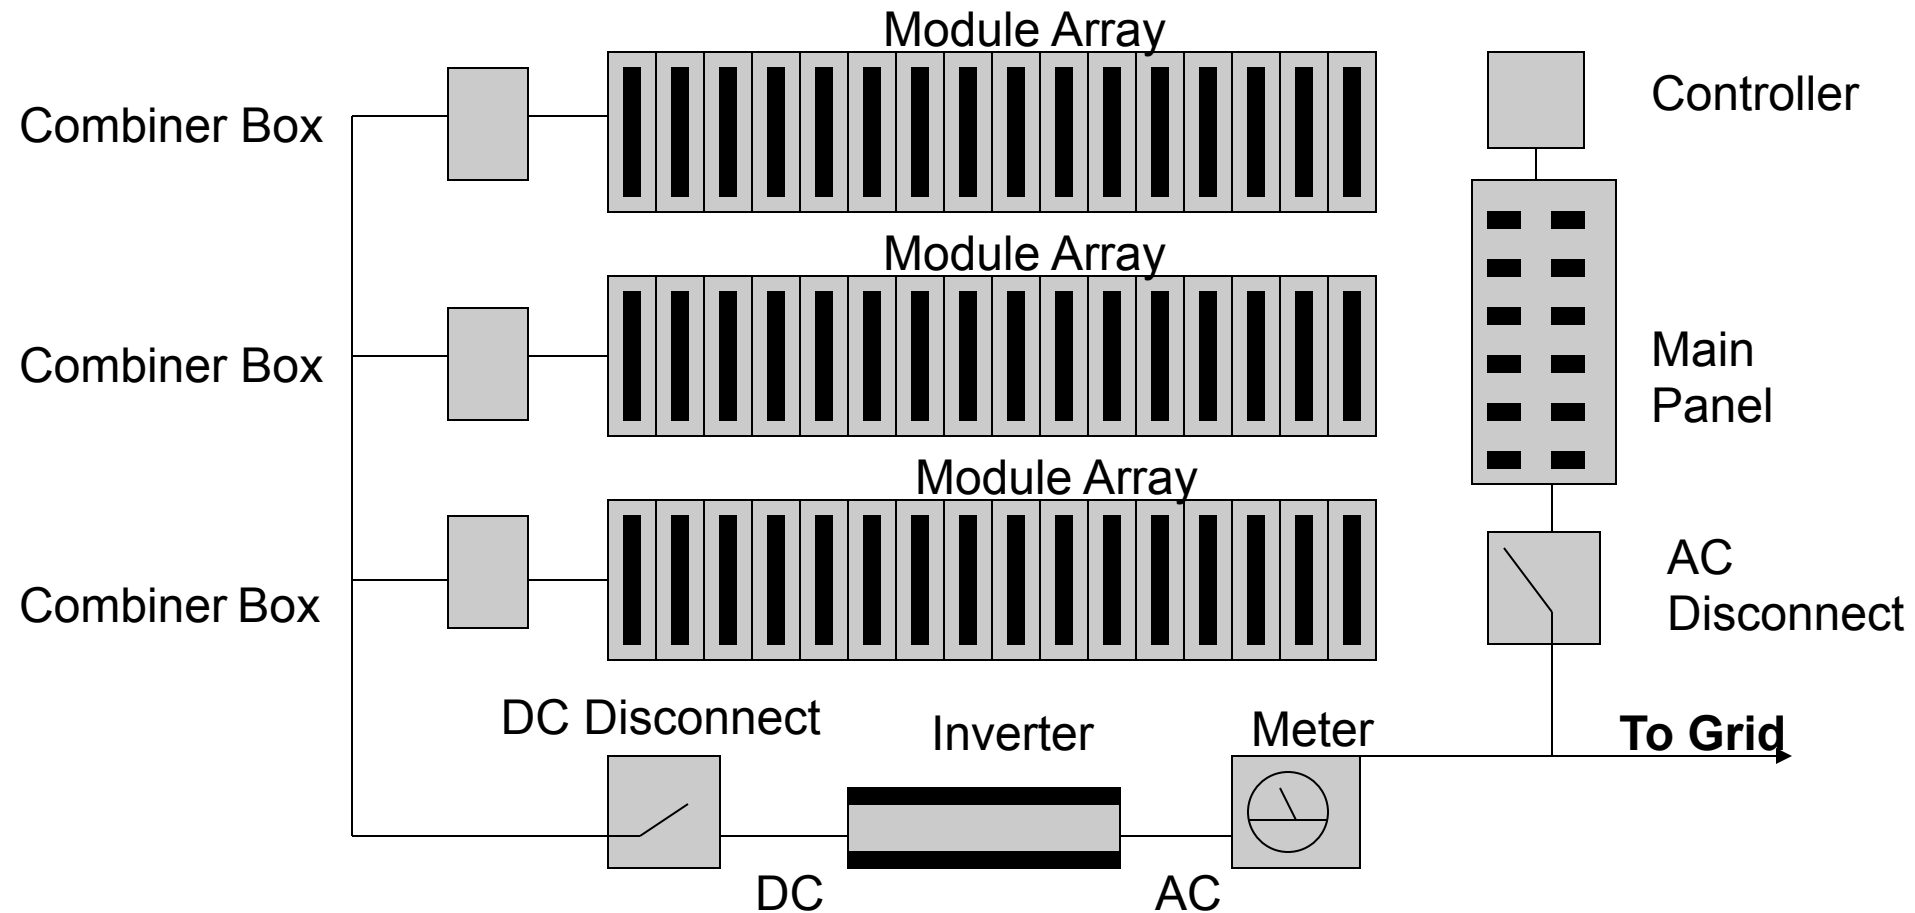 Module Array
Controller
Combiner Box
Module Array
Main
Panel
Combiner Box
Module Array
AC
Disconnect
Combiner Box
DC Disconnect
Inverter
Meter
To Grid
DC
AC